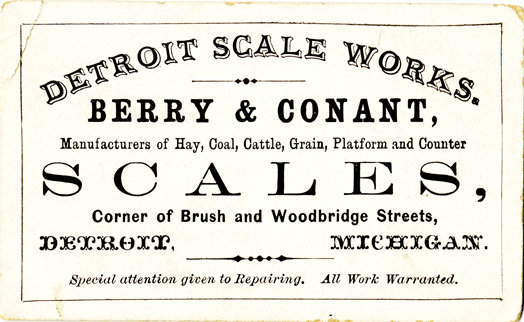 DETROIT SCALE WORKS.
BERRY & CONANT,
Manufacturers of Hay, Coal, Cattle, Grain, Platform and Counter
SCALES,
Corner of Brush and Woodbridge Streets,
DETROIT, MICHIGAN.
Special attention given to Repairing. All Work Warranted.